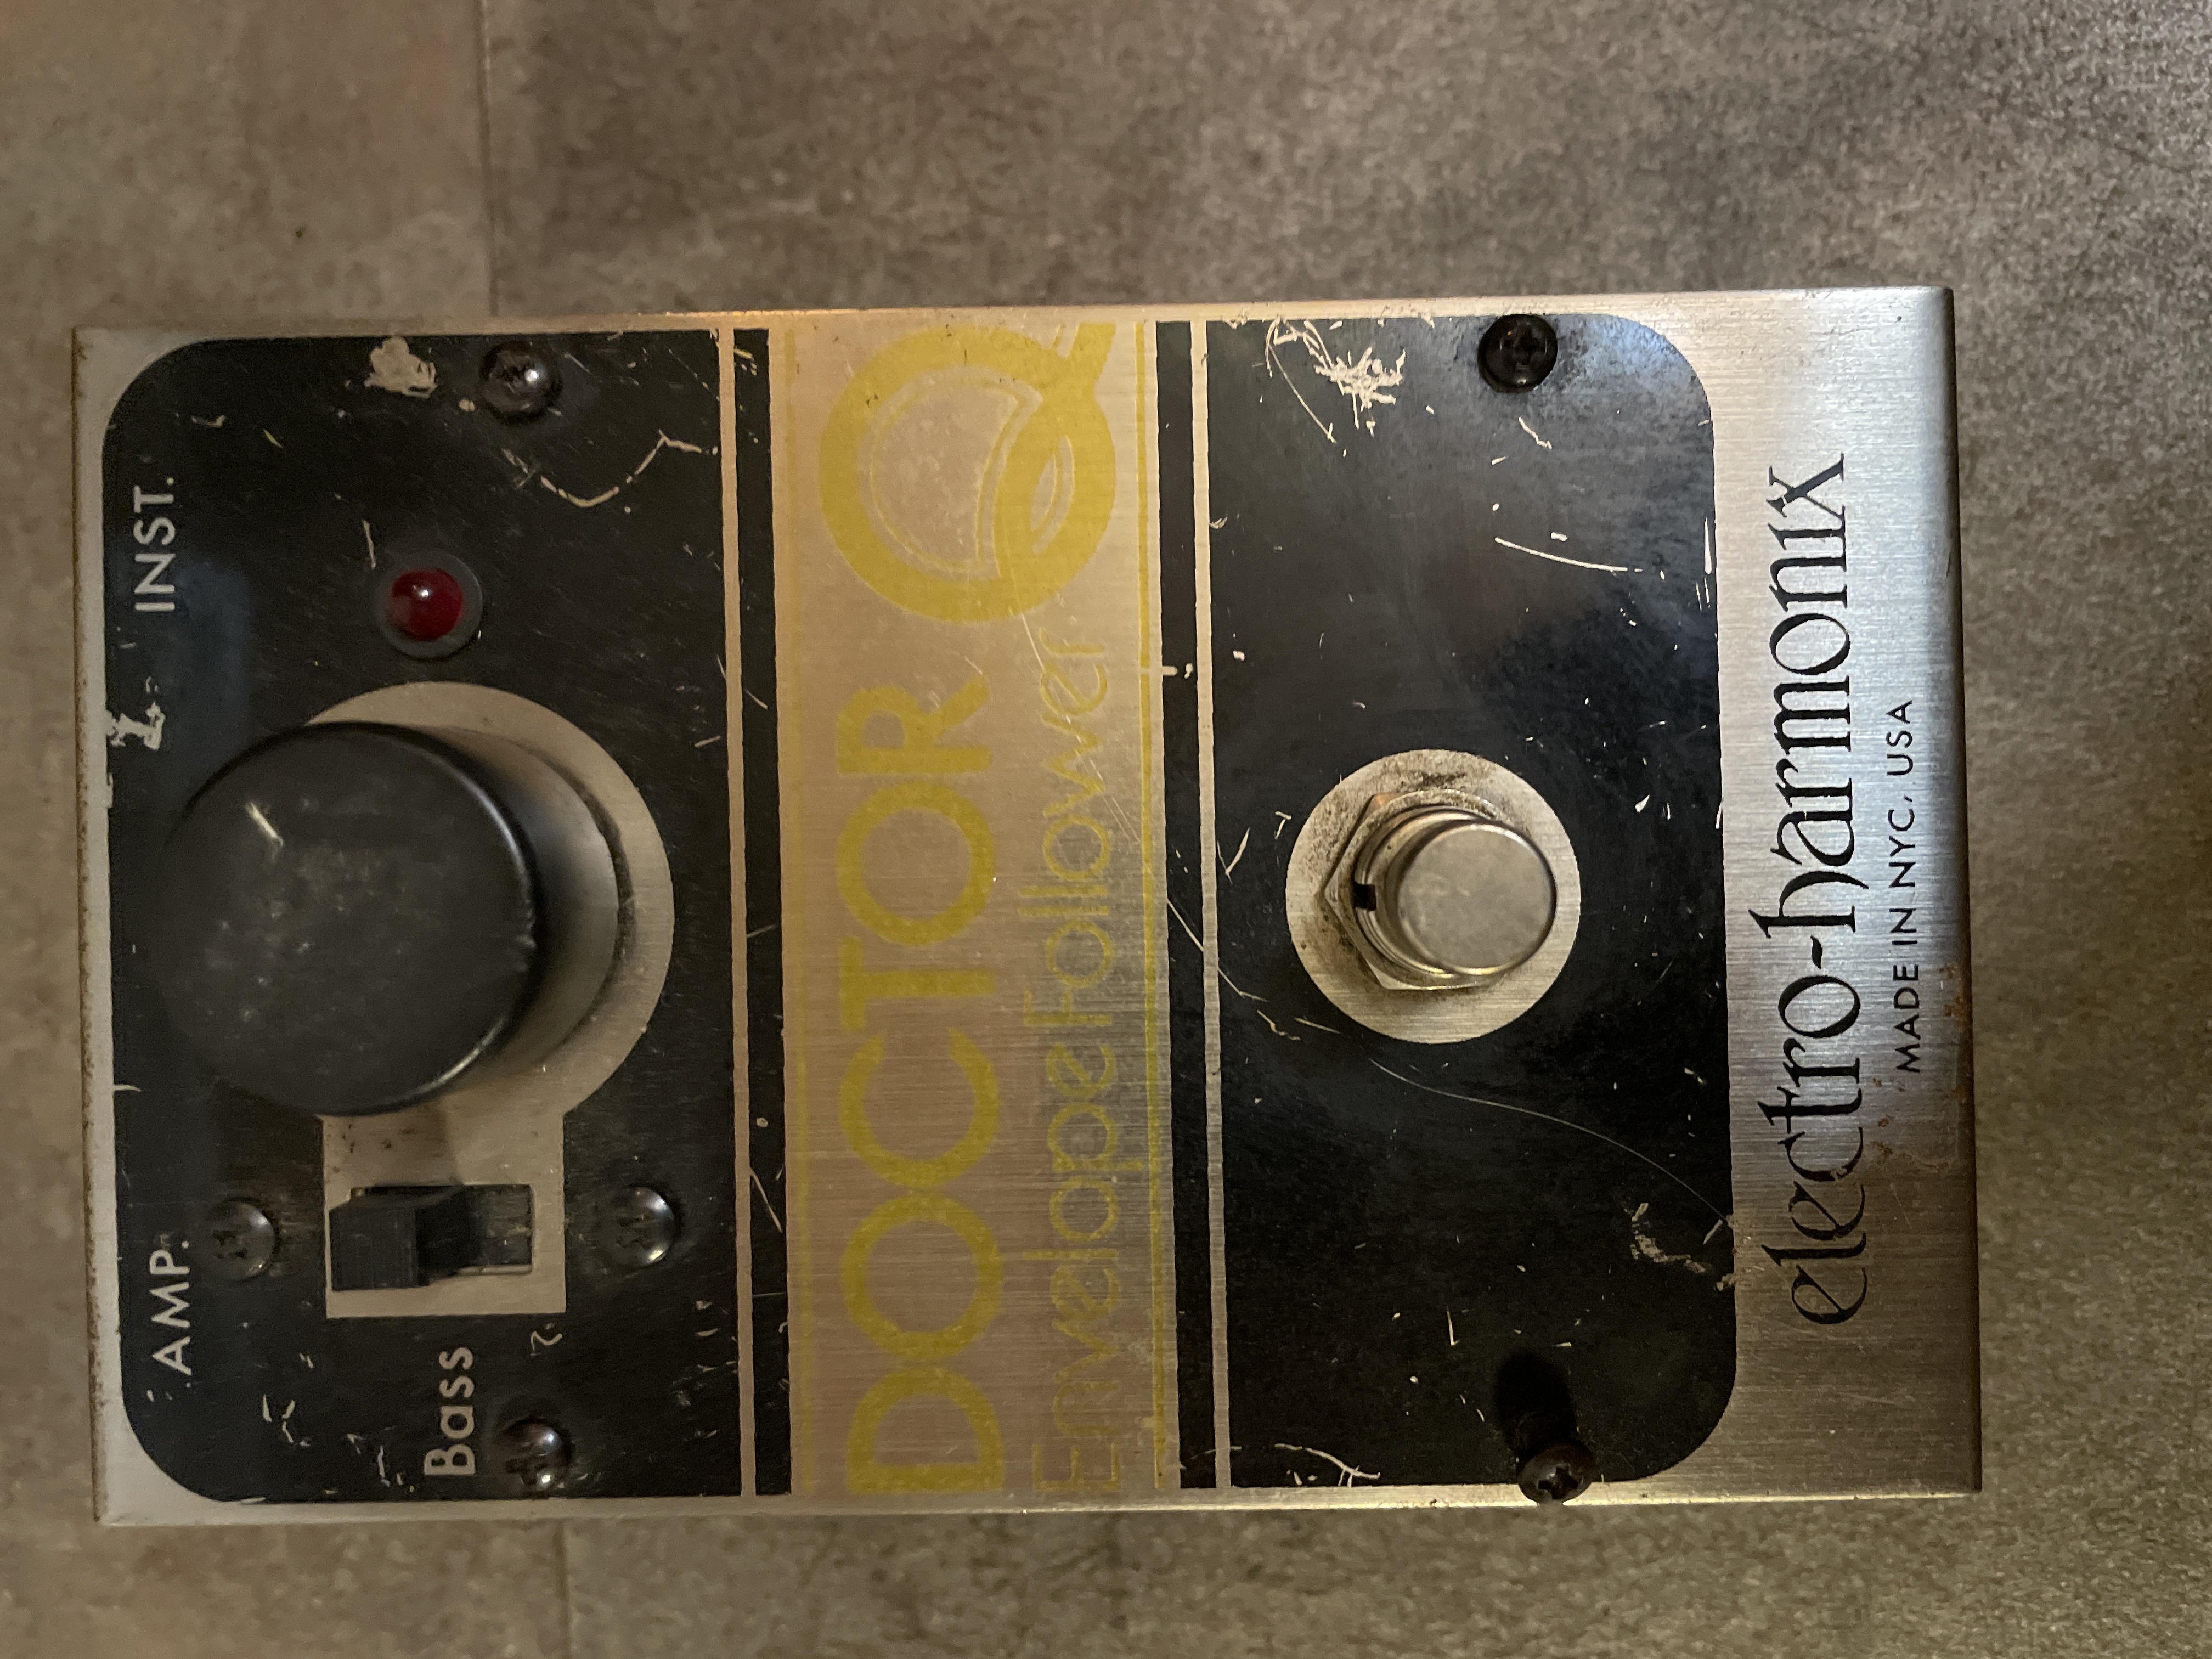 AMP. INST.
Bass
DOCTOR Q
Envelope Follower
electro-harmonix
MADE IN NYC, USA